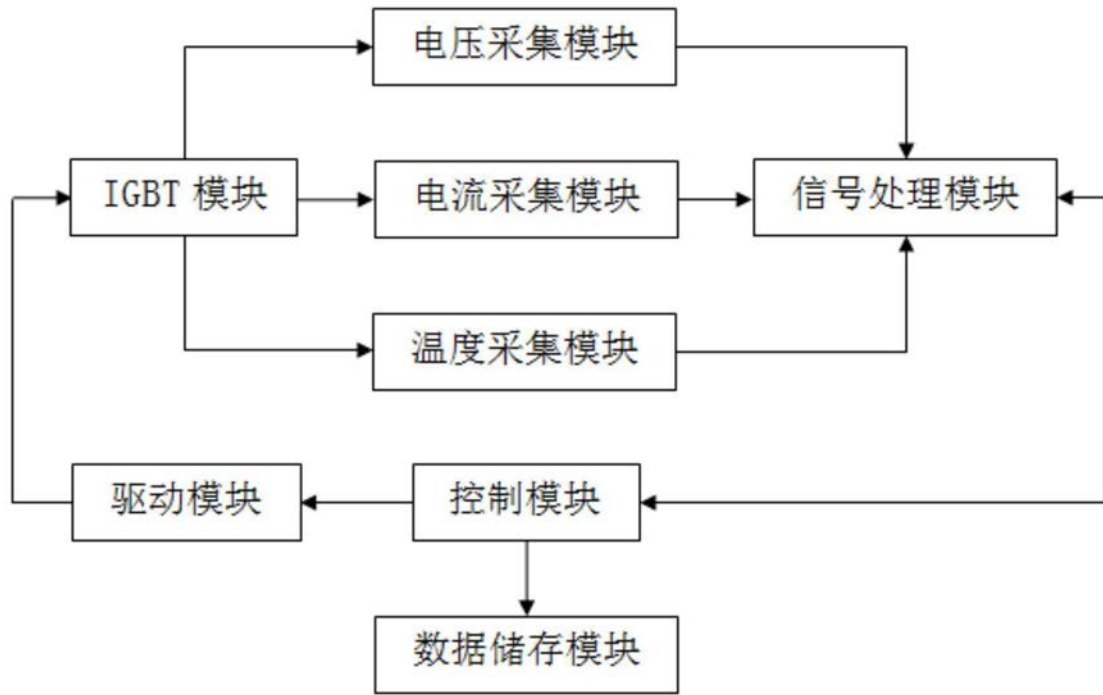 电压采集模块
IGBT 模块
电流采集模块
信号处理模块
温度采集模块
驱动模块
控制模块
数据储存模块